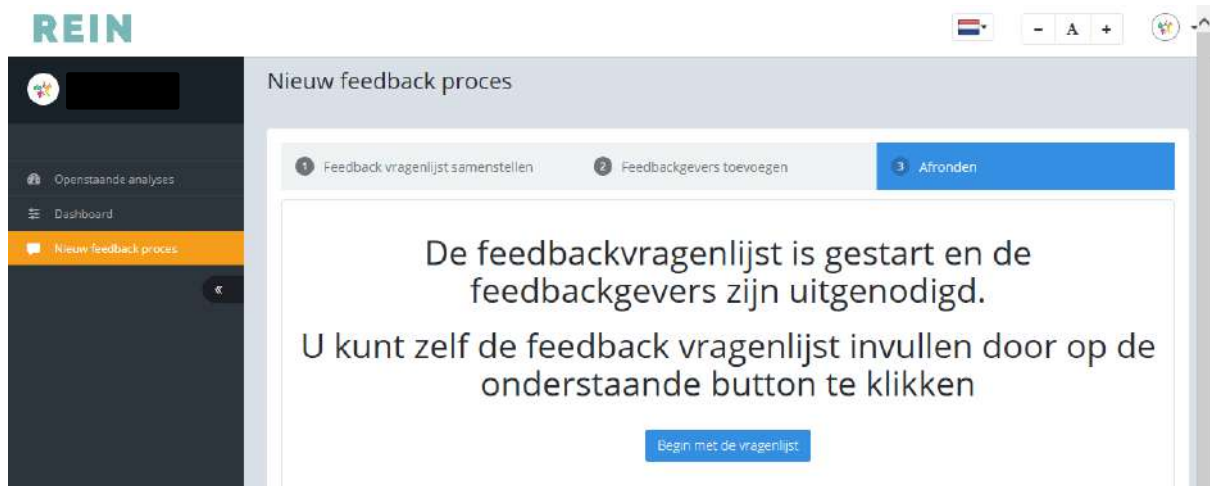 REIN
- A +
Nieuw feedback proces
1 Feedback vragenlijst samenstellen 2 Feedbackgevers toevoegen 3 Afronden
Openstaande analyses
Dashboard
Nieuw feedback proces
«
De feedbackvragenlijst is gestart en de
feedbackgevers zijn uitgenodigd.
U kunt zelf de feedback vragenlijst invullen door op de
onderstaande button te klikken
Begin met de vragenlijst